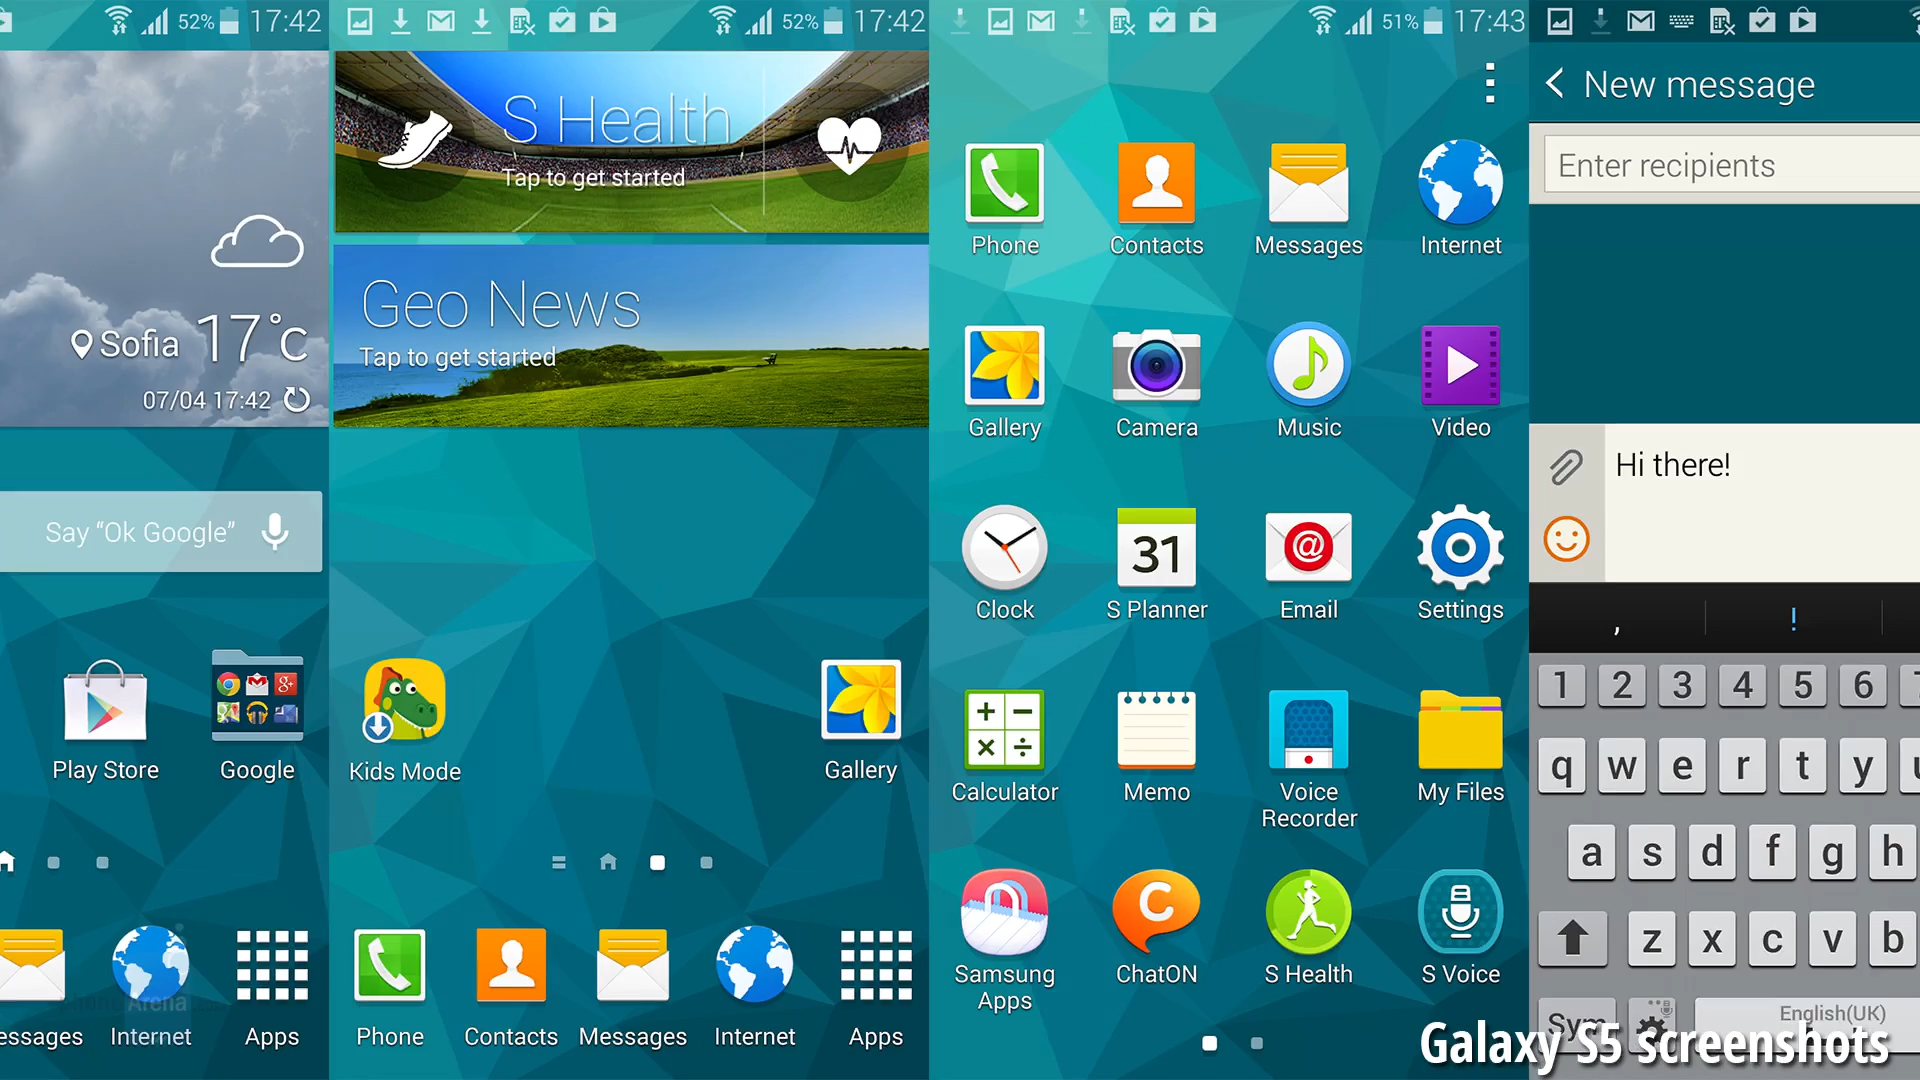 52% 17:42
Sofia 17°C
07/04 17:42
Say “Ok Google”
Play Store
Google
essages
Internet
Apps
52% 17:42
S Health
Tap to get started
Geo News
Tap to get started
Kids Mode
Gallery
Phone
Contacts
Messages
Internet
Apps
51% 17:43
Phone
Contacts
Messages
Internet
Gallery
Camera
Music
Video
31
@
Clock
S Planner
Email
Settings
+ −
× ÷
Calculator
Memo
Voice
Recorder
My Files
C
Samsung
Apps
ChatON
S Health
S Voice
New message
Enter recipients
Hi there!
, !
1 2 3 4 5 6 7
q w e r t y u
a s d f g h
z x c v b
Sym
English(UK)
Galaxy S5 screenshots
Arena